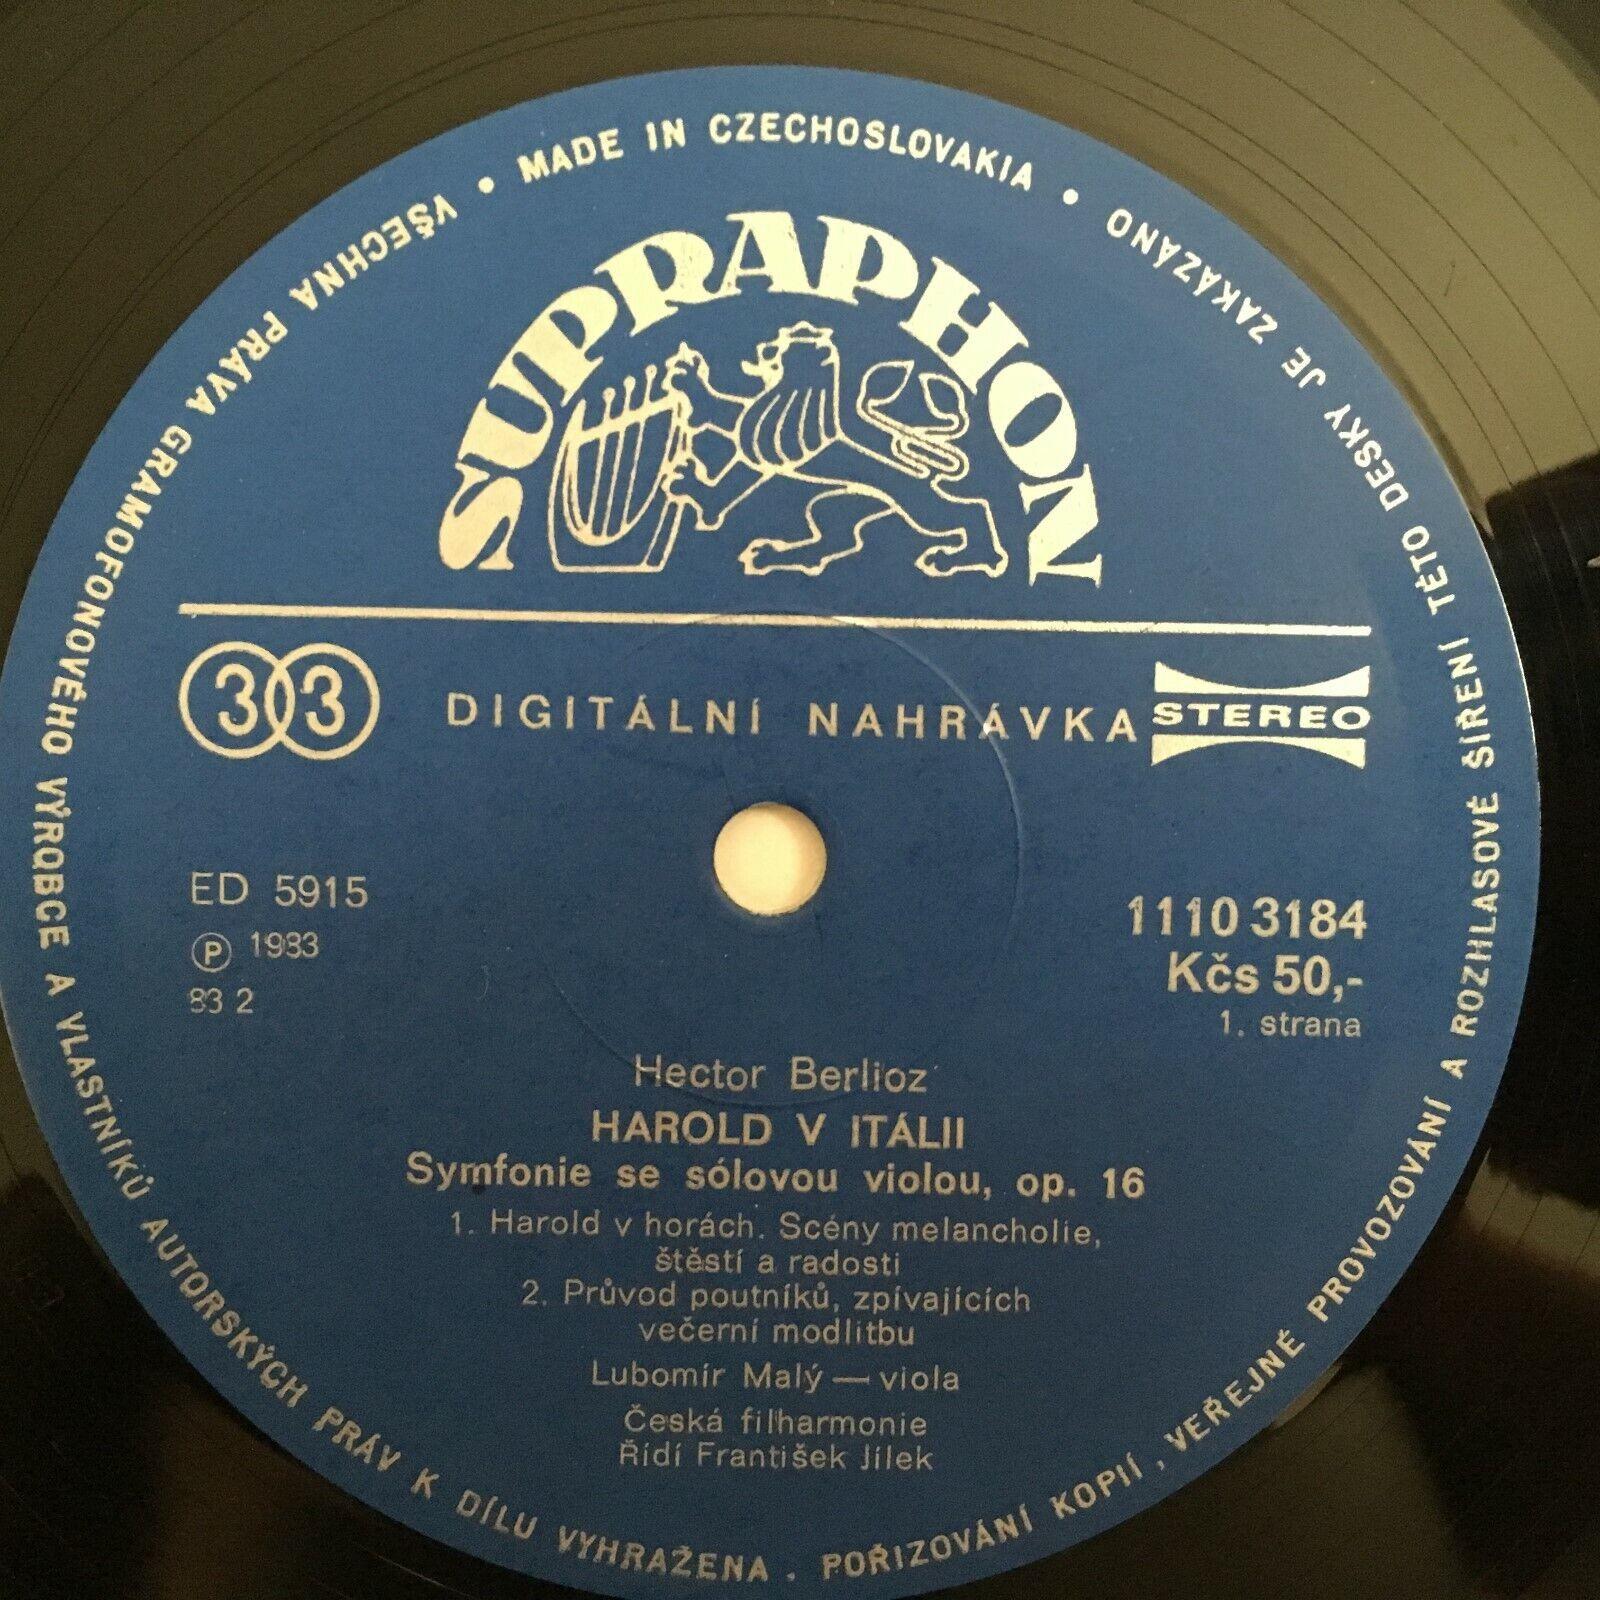 VŠECHNA PRÁVA GRAMOFONOVÉHO VÝROBCE A VLASTNÍKŮ AUTORSKÝCH PRÁV K DÍLU VYHRAŽENA . POŘIZOVÁNÍ KOPIÍ , VEŘEJNÉ PROVOZOVÁNÍ A ROZHLASOVÉ ŠÍŘENÍ TÉTO DESKY JE ZAKÁZÁNO • MADE IN CZECHOSLOVAKIA •
SUPRAPHON
33 DIGITÁLNÍ NAHRÁVKA STEREO
ED 5915
Ⓟ 1983
83 2
1110 3184
Kčs 50,-
1. strana
Hector Berlioz
HAROLD V ITÁLII
Symfonie se sólovou violou, op. 16
1. Harold v horách. Scény melancholie,
štěstí a radosti
2. Průvod poutníků, zpívajících
večerní modlitbu
Lubomír Malý — viola
Česká filharmonie
Řídí František Jílek